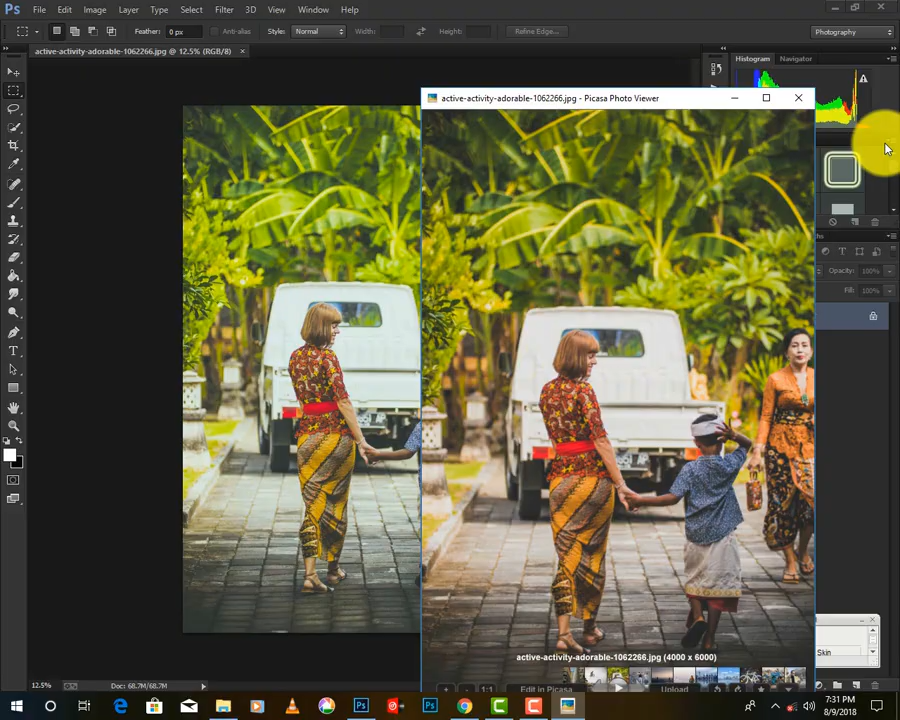 Ps File Edit Image Layer Type Select Filter 3D View Window Help
Feather: 0 px Anti-alias Style: Normal Width: Height: Refine Edge... Photography
active-activity-adorable-1062266.jpg @ 12.5% (RGB/8) ×
Histogram Navigator
active-activity-adorable-1062266.jpg - Picasa Photo Viewer
Opacity: 100%
Fill: 100%
T
Skin
active-activity-adorable-1062266.jpg (4000 x 6000)
12.5% Doc: 68.7M/68.7M
1:1 Edit in Picasa Upload
7:31 PM
8/9/2018